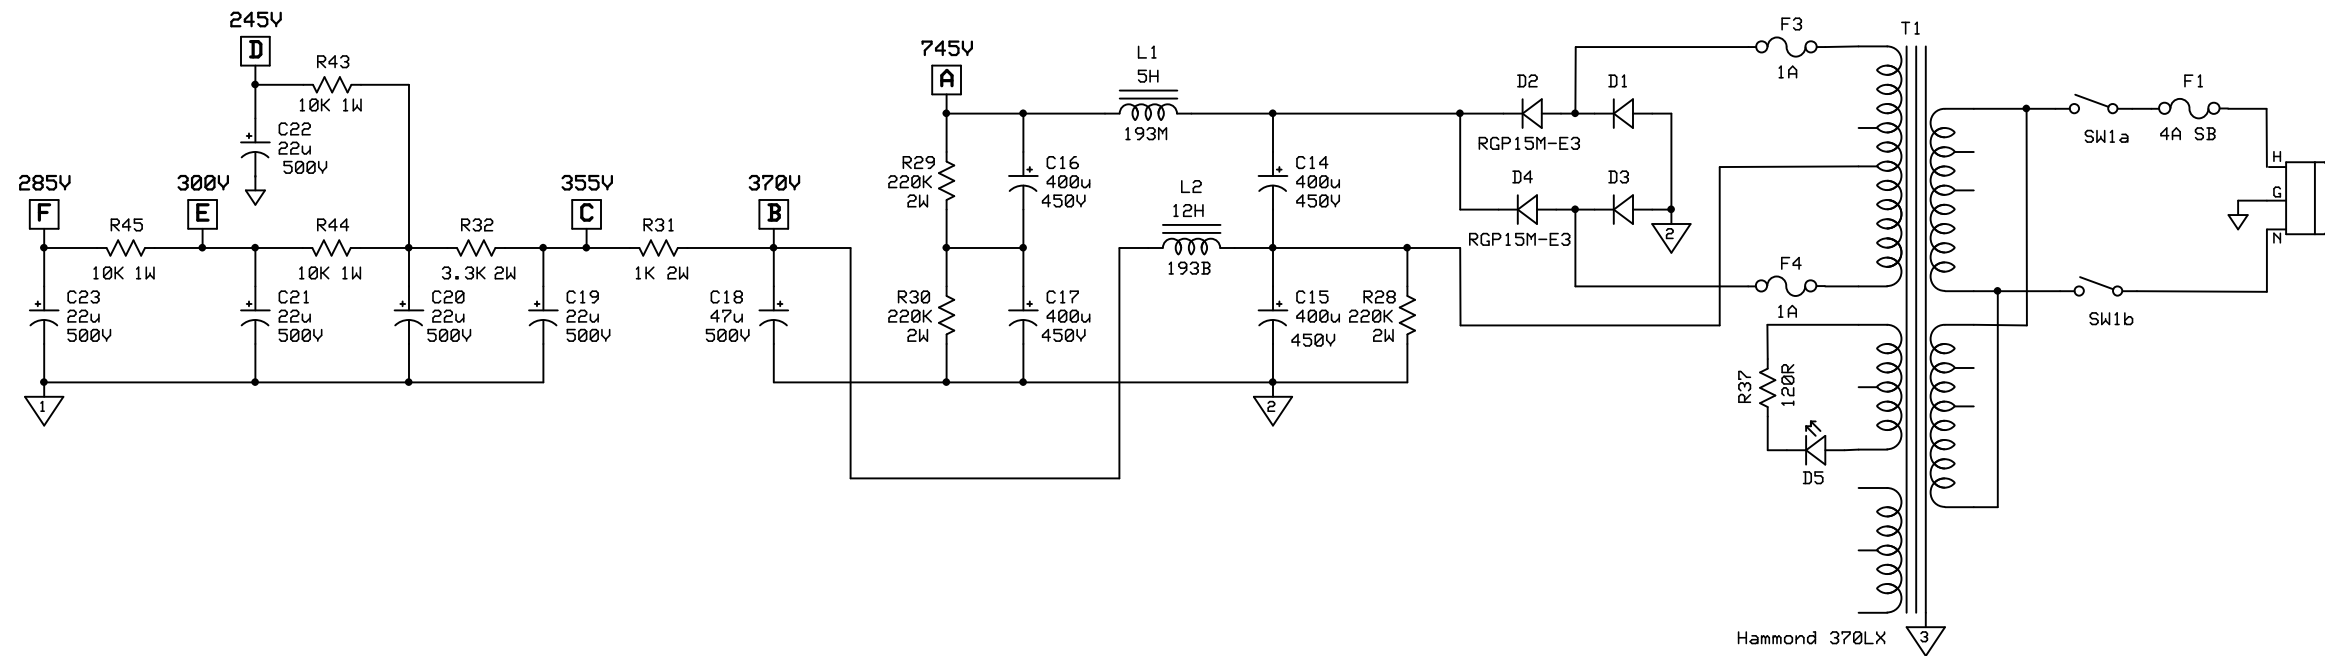 245V
D
R43
10K 1W
C22
22u
500V
285V
F
R45
10K 1W
C23
22u
500V
1
300V
E
C21
22u
500V
R44
10K 1W
C20
22u
500V
R32
3.3K 2W
C19
22u
500V
355V
C
R31
1K 2W
370V
B
C18
47u
500V
745V
A
R29
220K
2W
C16
400u
450V
R30
220K
2W
C17
400u
450V
L1
5H
193M
L2
12H
193B
C14
400u
450V
C15
400u
450V
R28
220K
2W
2
D2
D1
RGP15M-E3
D4
D3
RGP15M-E3
2
F3
1A
F4
1A
R37
120R
D5
T1
Hammond 370LX
3
SW1a
F1
4A SB
SW1b
H
G
N